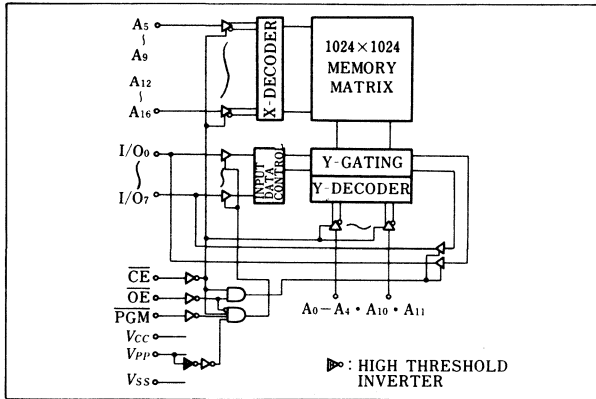 A5
A9
A12
A16
X-DECODER
1024×1024
MEMORY
MATRIX
I/O0
I/O7
INPUT
DATA
CONTROL
Y-GATING
Y-DECODER
CE
OE
PGM
VCC
VPP
VSS
A0–A4・A10・A11
: HIGH THRESHOLD
INVERTER